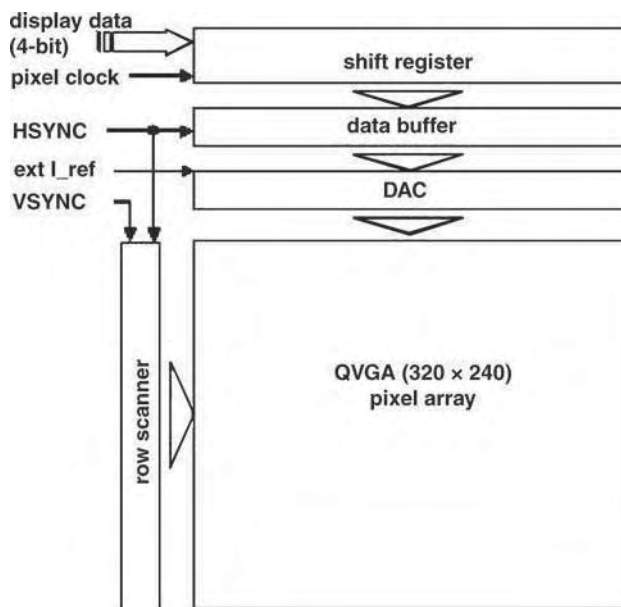 display data
(4-bit)
pixel clock
shift register
HSYNC
data buffer
ext I_ref
DAC
VSYNC
row scanner
QVGA (320 × 240)
pixel array